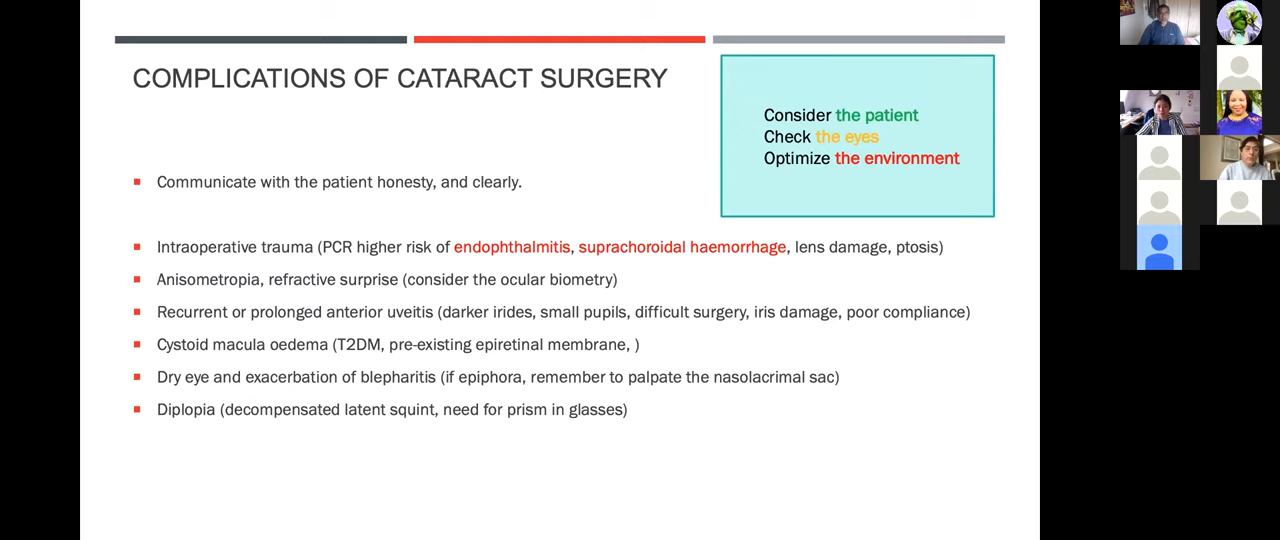 COMPLICATIONS OF CATARACT SURGERY
Consider the patient
Check the eyes
Optimize the environment
Communicate with the patient honesty, and clearly.
Intraoperative trauma (PCR higher risk of endophthalmitis, suprachoroidal haemorrhage, lens damage, ptosis)
Anisometropia, refractive surprise (consider the ocular biometry)
Recurrent or prolonged anterior uveitis (darker irides, small pupils, difficult surgery, iris damage, poor compliance)
Cystoid macula oedema (T2DM, pre-existing epiretinal membrane, )
Dry eye and exacerbation of blepharitis (if epiphora, remember to palpate the nasolacrimal sac)
Diplopia (decompensated latent squint, need for prism in glasses)